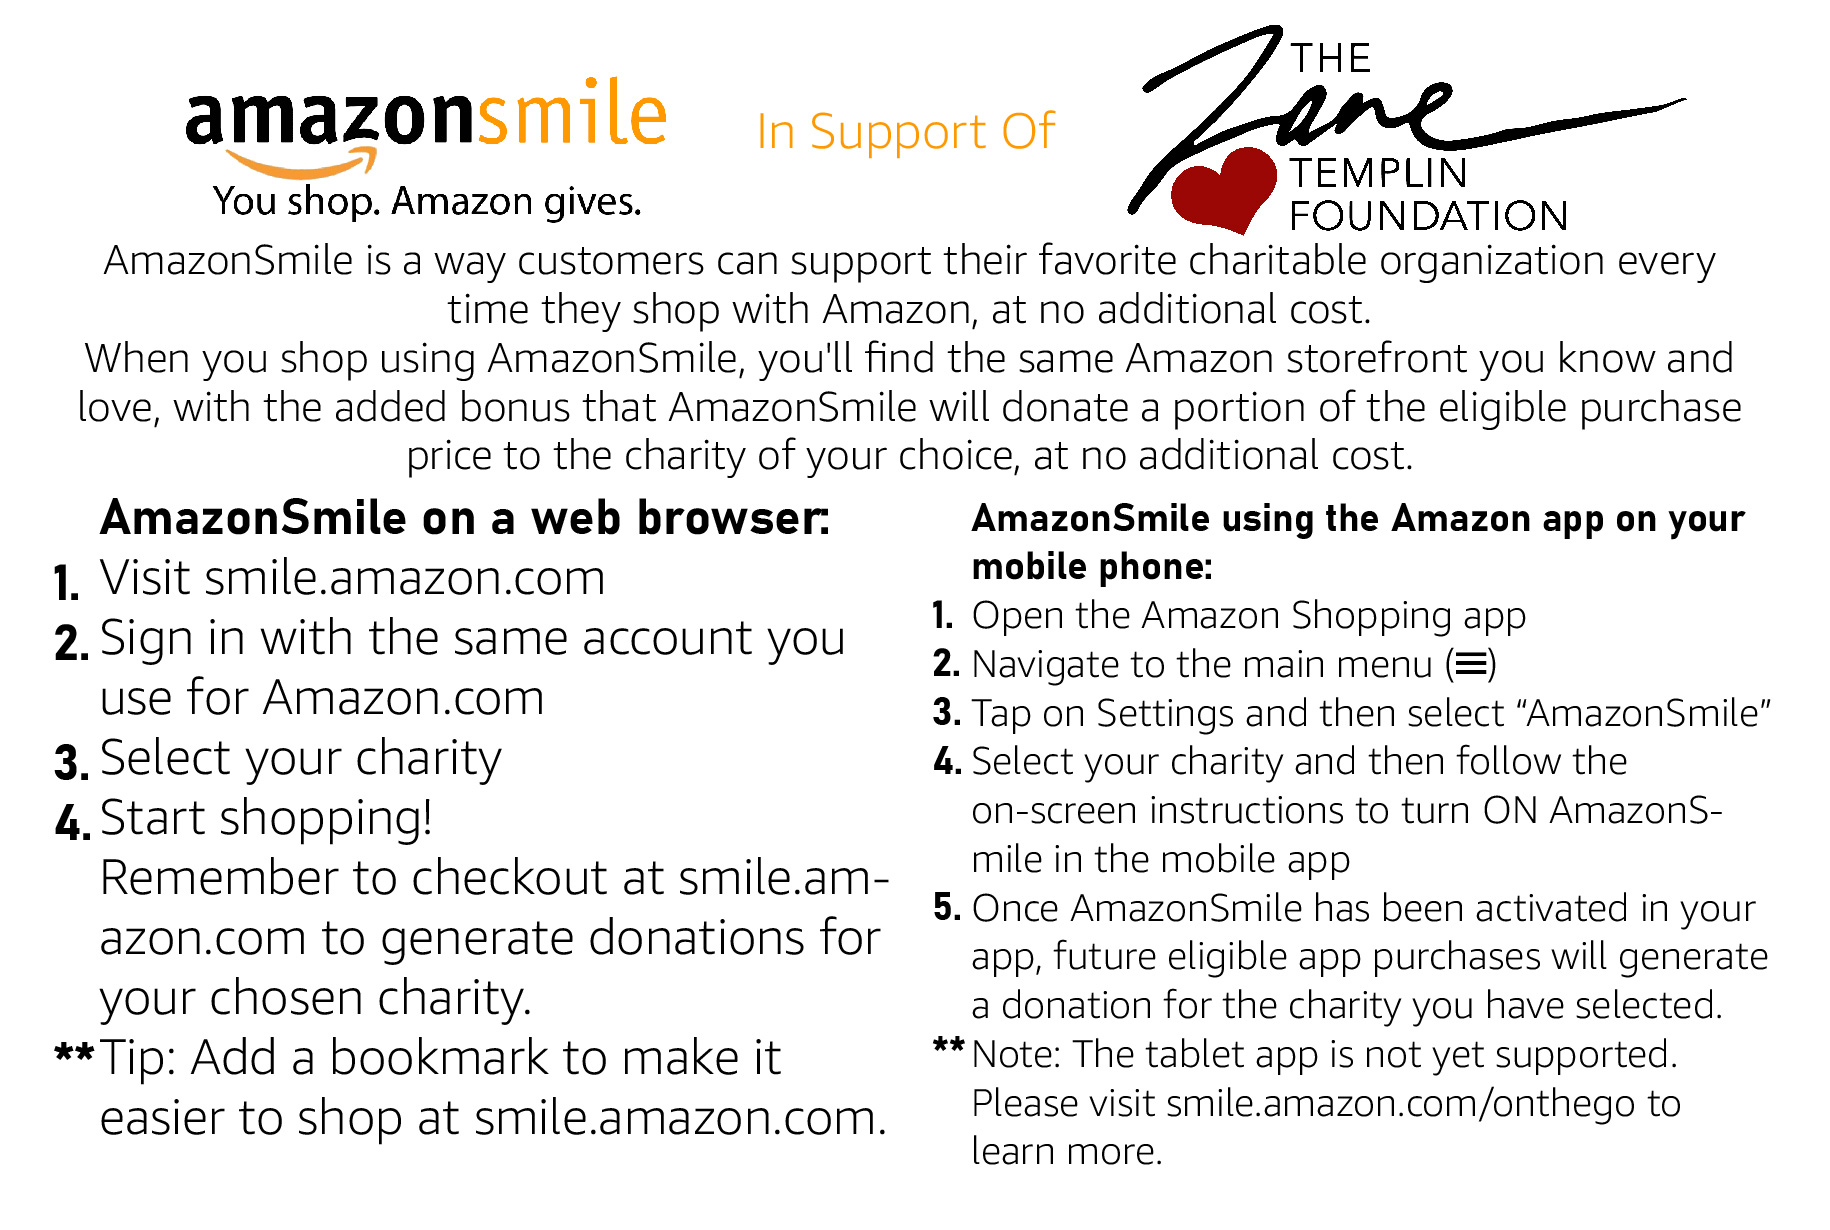 amazonsmile
You shop. Amazon gives.
In Support Of
THE
Zane
TEMPLIN
FOUNDATION
AmazonSmile is a way customers can support their favorite charitable organization every
time they shop with Amazon, at no additional cost.
When you shop using AmazonSmile, you'll find the same Amazon storefront you know and
love, with the added bonus that AmazonSmile will donate a portion of the eligible purchase
price to the charity of your choice, at no additional cost.
AmazonSmile on a web browser:
1. Visit smile.amazon.com
2. Sign in with the same account you
use for Amazon.com
3. Select your charity
4. Start shopping!
Remember to checkout at smile.am-
azon.com to generate donations for
your chosen charity.
**Tip: Add a bookmark to make it
easier to shop at smile.amazon.com.
AmazonSmile using the Amazon app on your
mobile phone:
1. Open the Amazon Shopping app
2. Navigate to the main menu (≡)
3. Tap on Settings and then select “AmazonSmile”
4. Select your charity and then follow the
on-screen instructions to turn ON AmazonS-
mile in the mobile app
5. Once AmazonSmile has been activated in your
app, future eligible app purchases will generate
a donation for the charity you have selected.
** Note: The tablet app is not yet supported.
Please visit smile.amazon.com/onthego to
learn more.